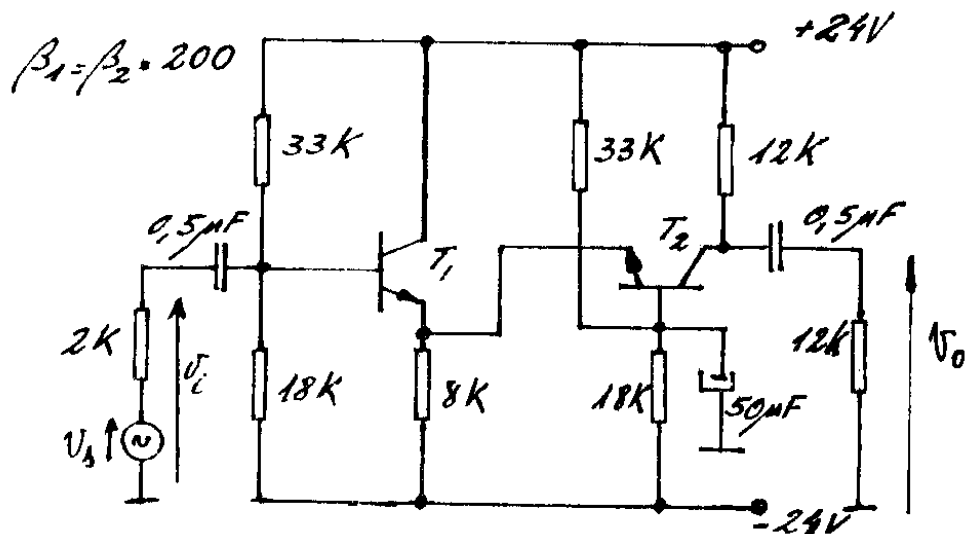 β1=β2=200
+24V
33K
33K
12K
0,5µF
T1
T2
0,5µF
2K
vi
18K
8K
18K
50µF
12K
vo
vs
-24V